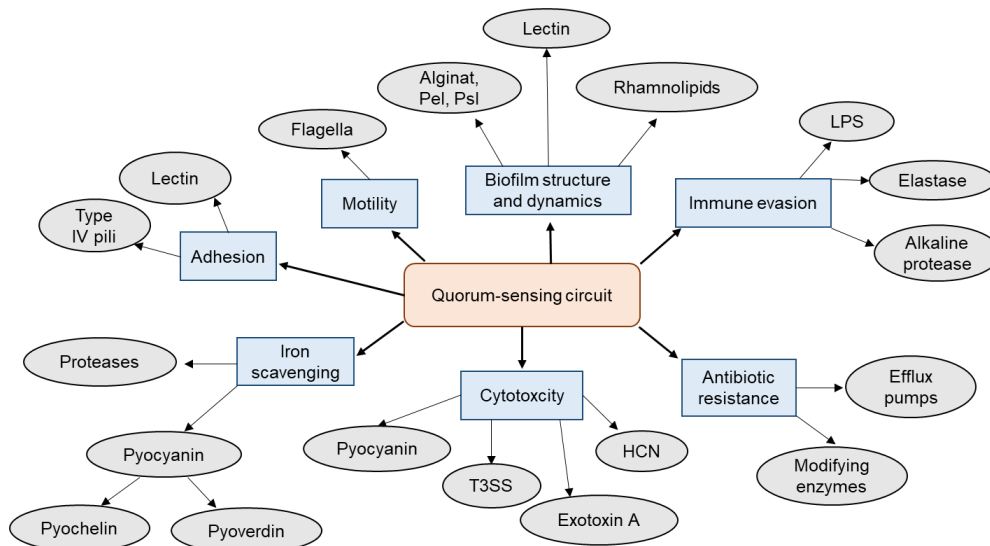 Lectin
Alginat,
Pel, Psl
Rhamnolipids
Flagella
LPS
Lectin
Biofilm structure
and dynamics
Elastase
Motility
Immune evasion
Type
IV pili
Adhesion
Alkaline
protease
Quorum-sensing circuit
Proteases
Iron
scavenging
Cytotoxcity
Antibiotic
resistance
Efflux
pumps
Pyocyanin
Pyocyanin
HCN
T3SS
Modifying
enzymes
Pyochelin
Pyoverdin
Exotoxin A